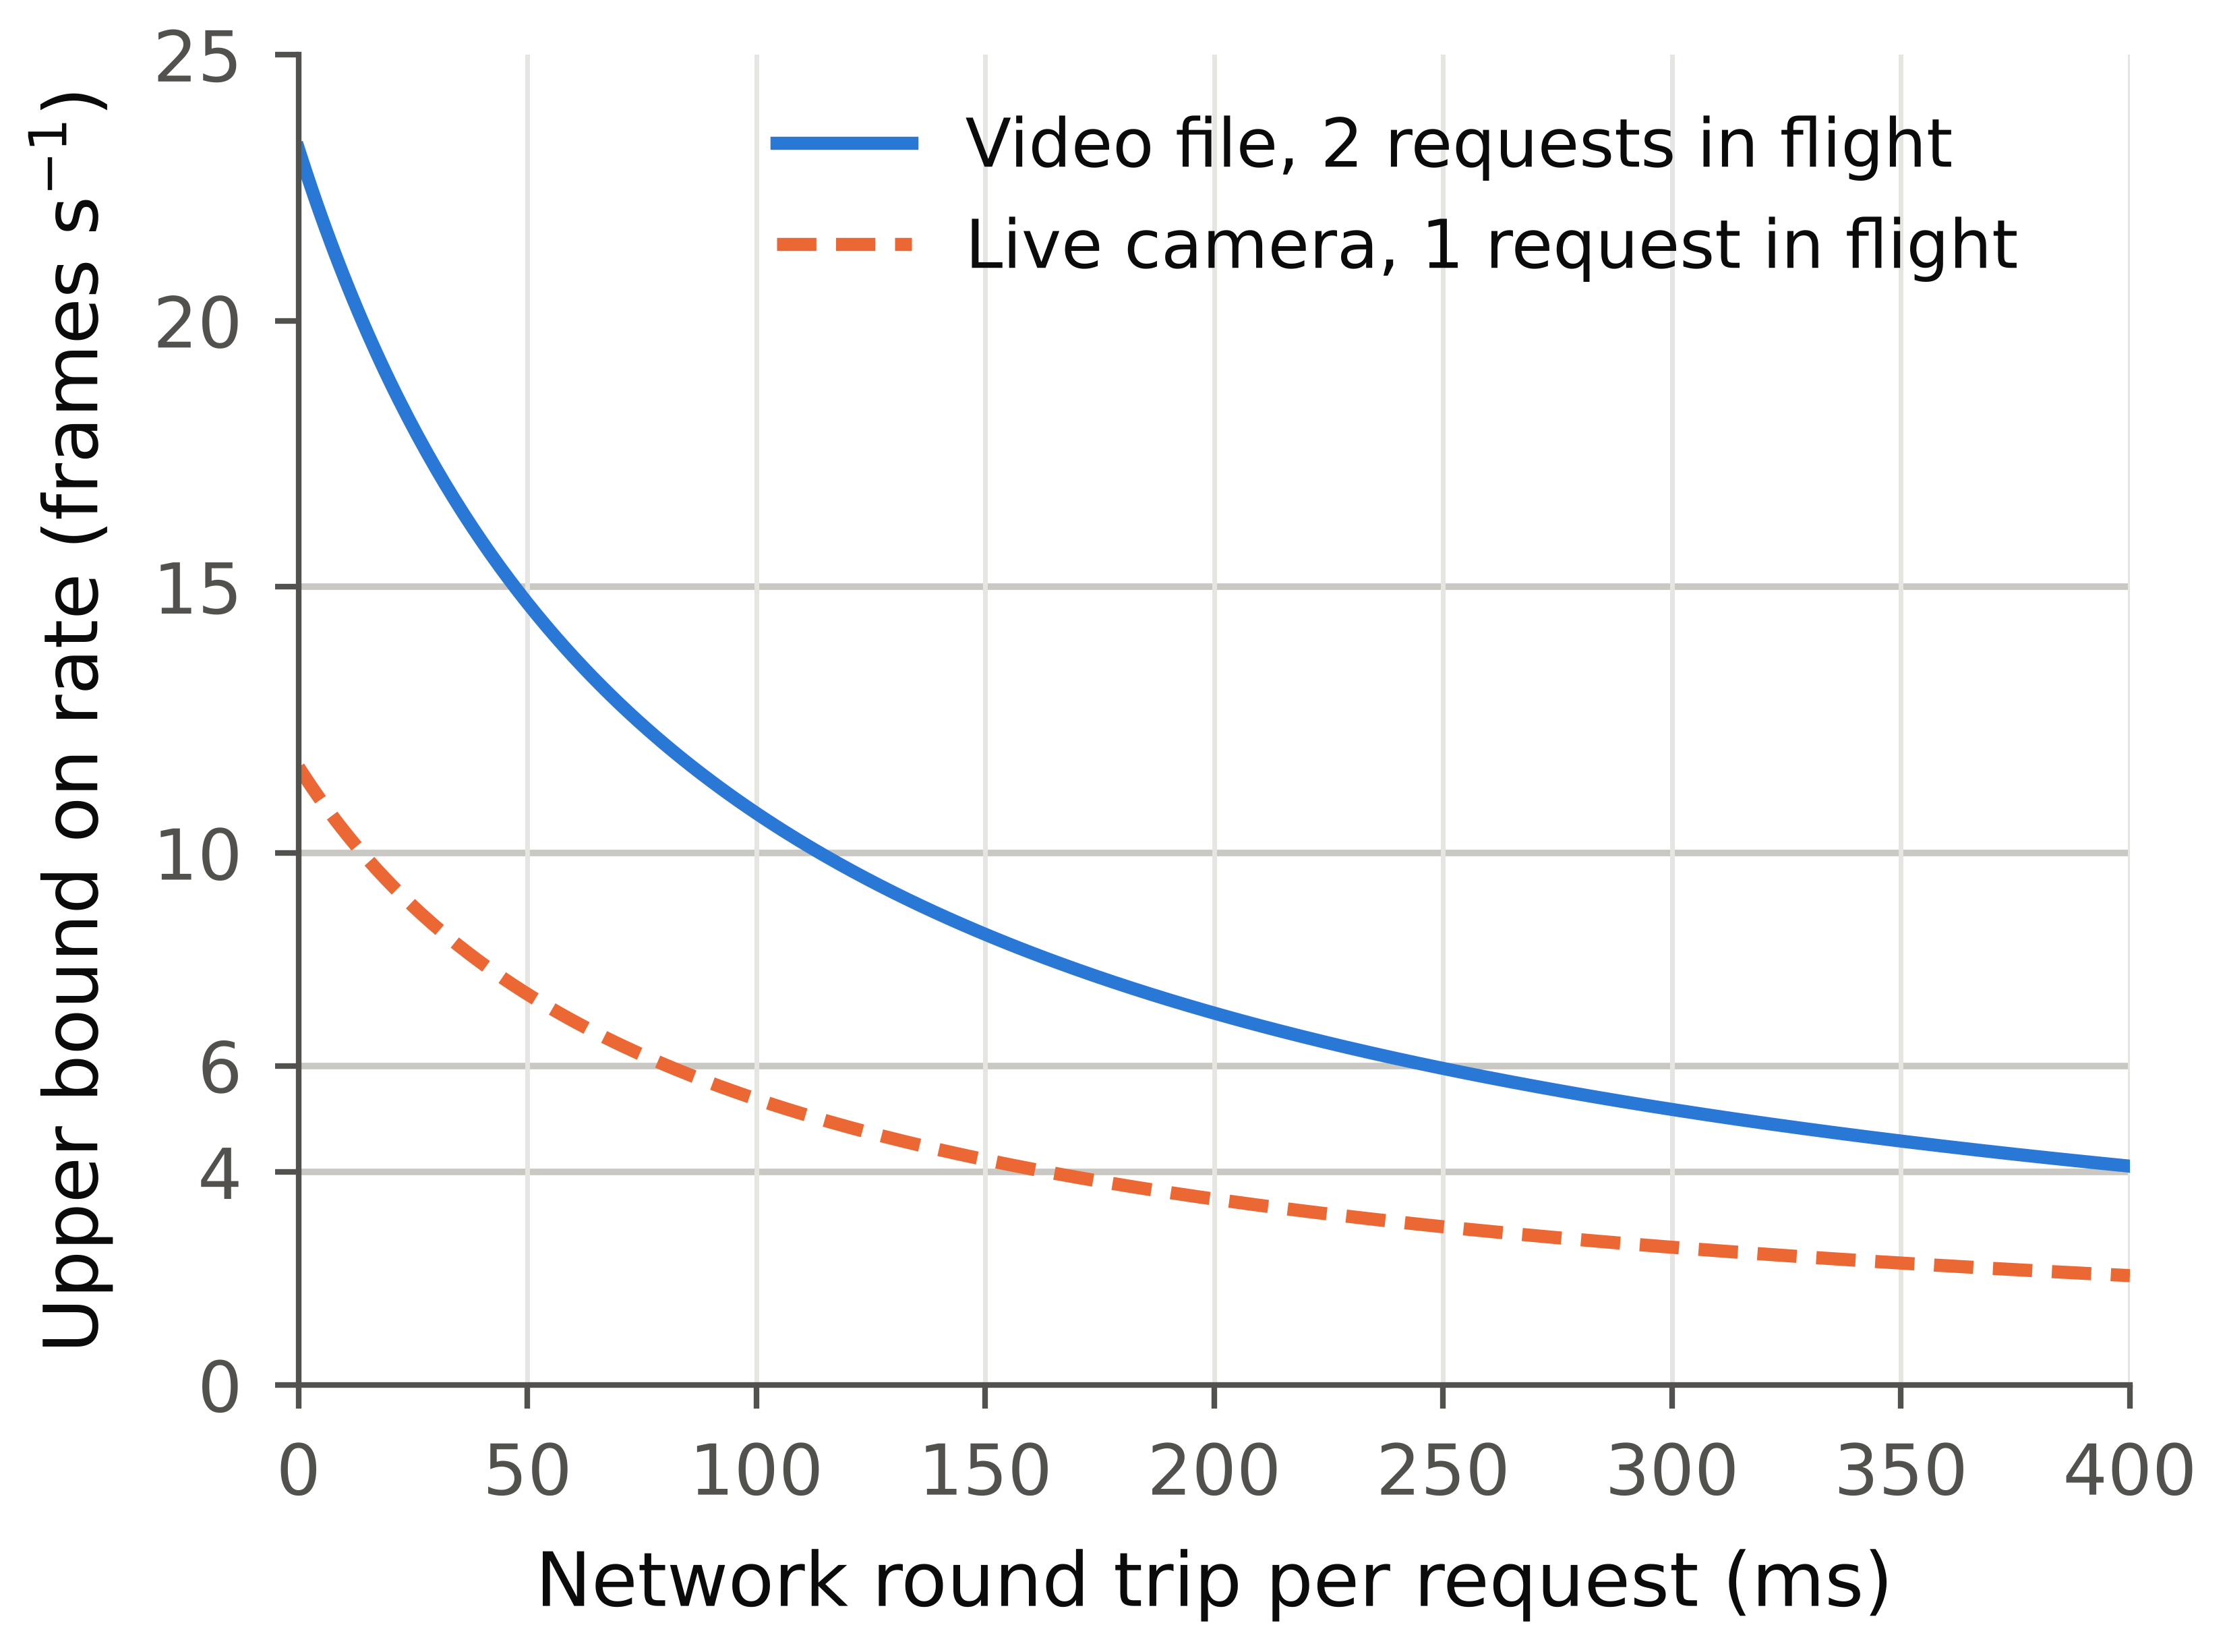 Upper bound on rate (frames s⁻¹)
25
20
15
10
6
4
0
Video file, 2 requests in flight
Live camera, 1 request in flight
0 50 100 150 200 250 300 350 400
Network round trip per request (ms)